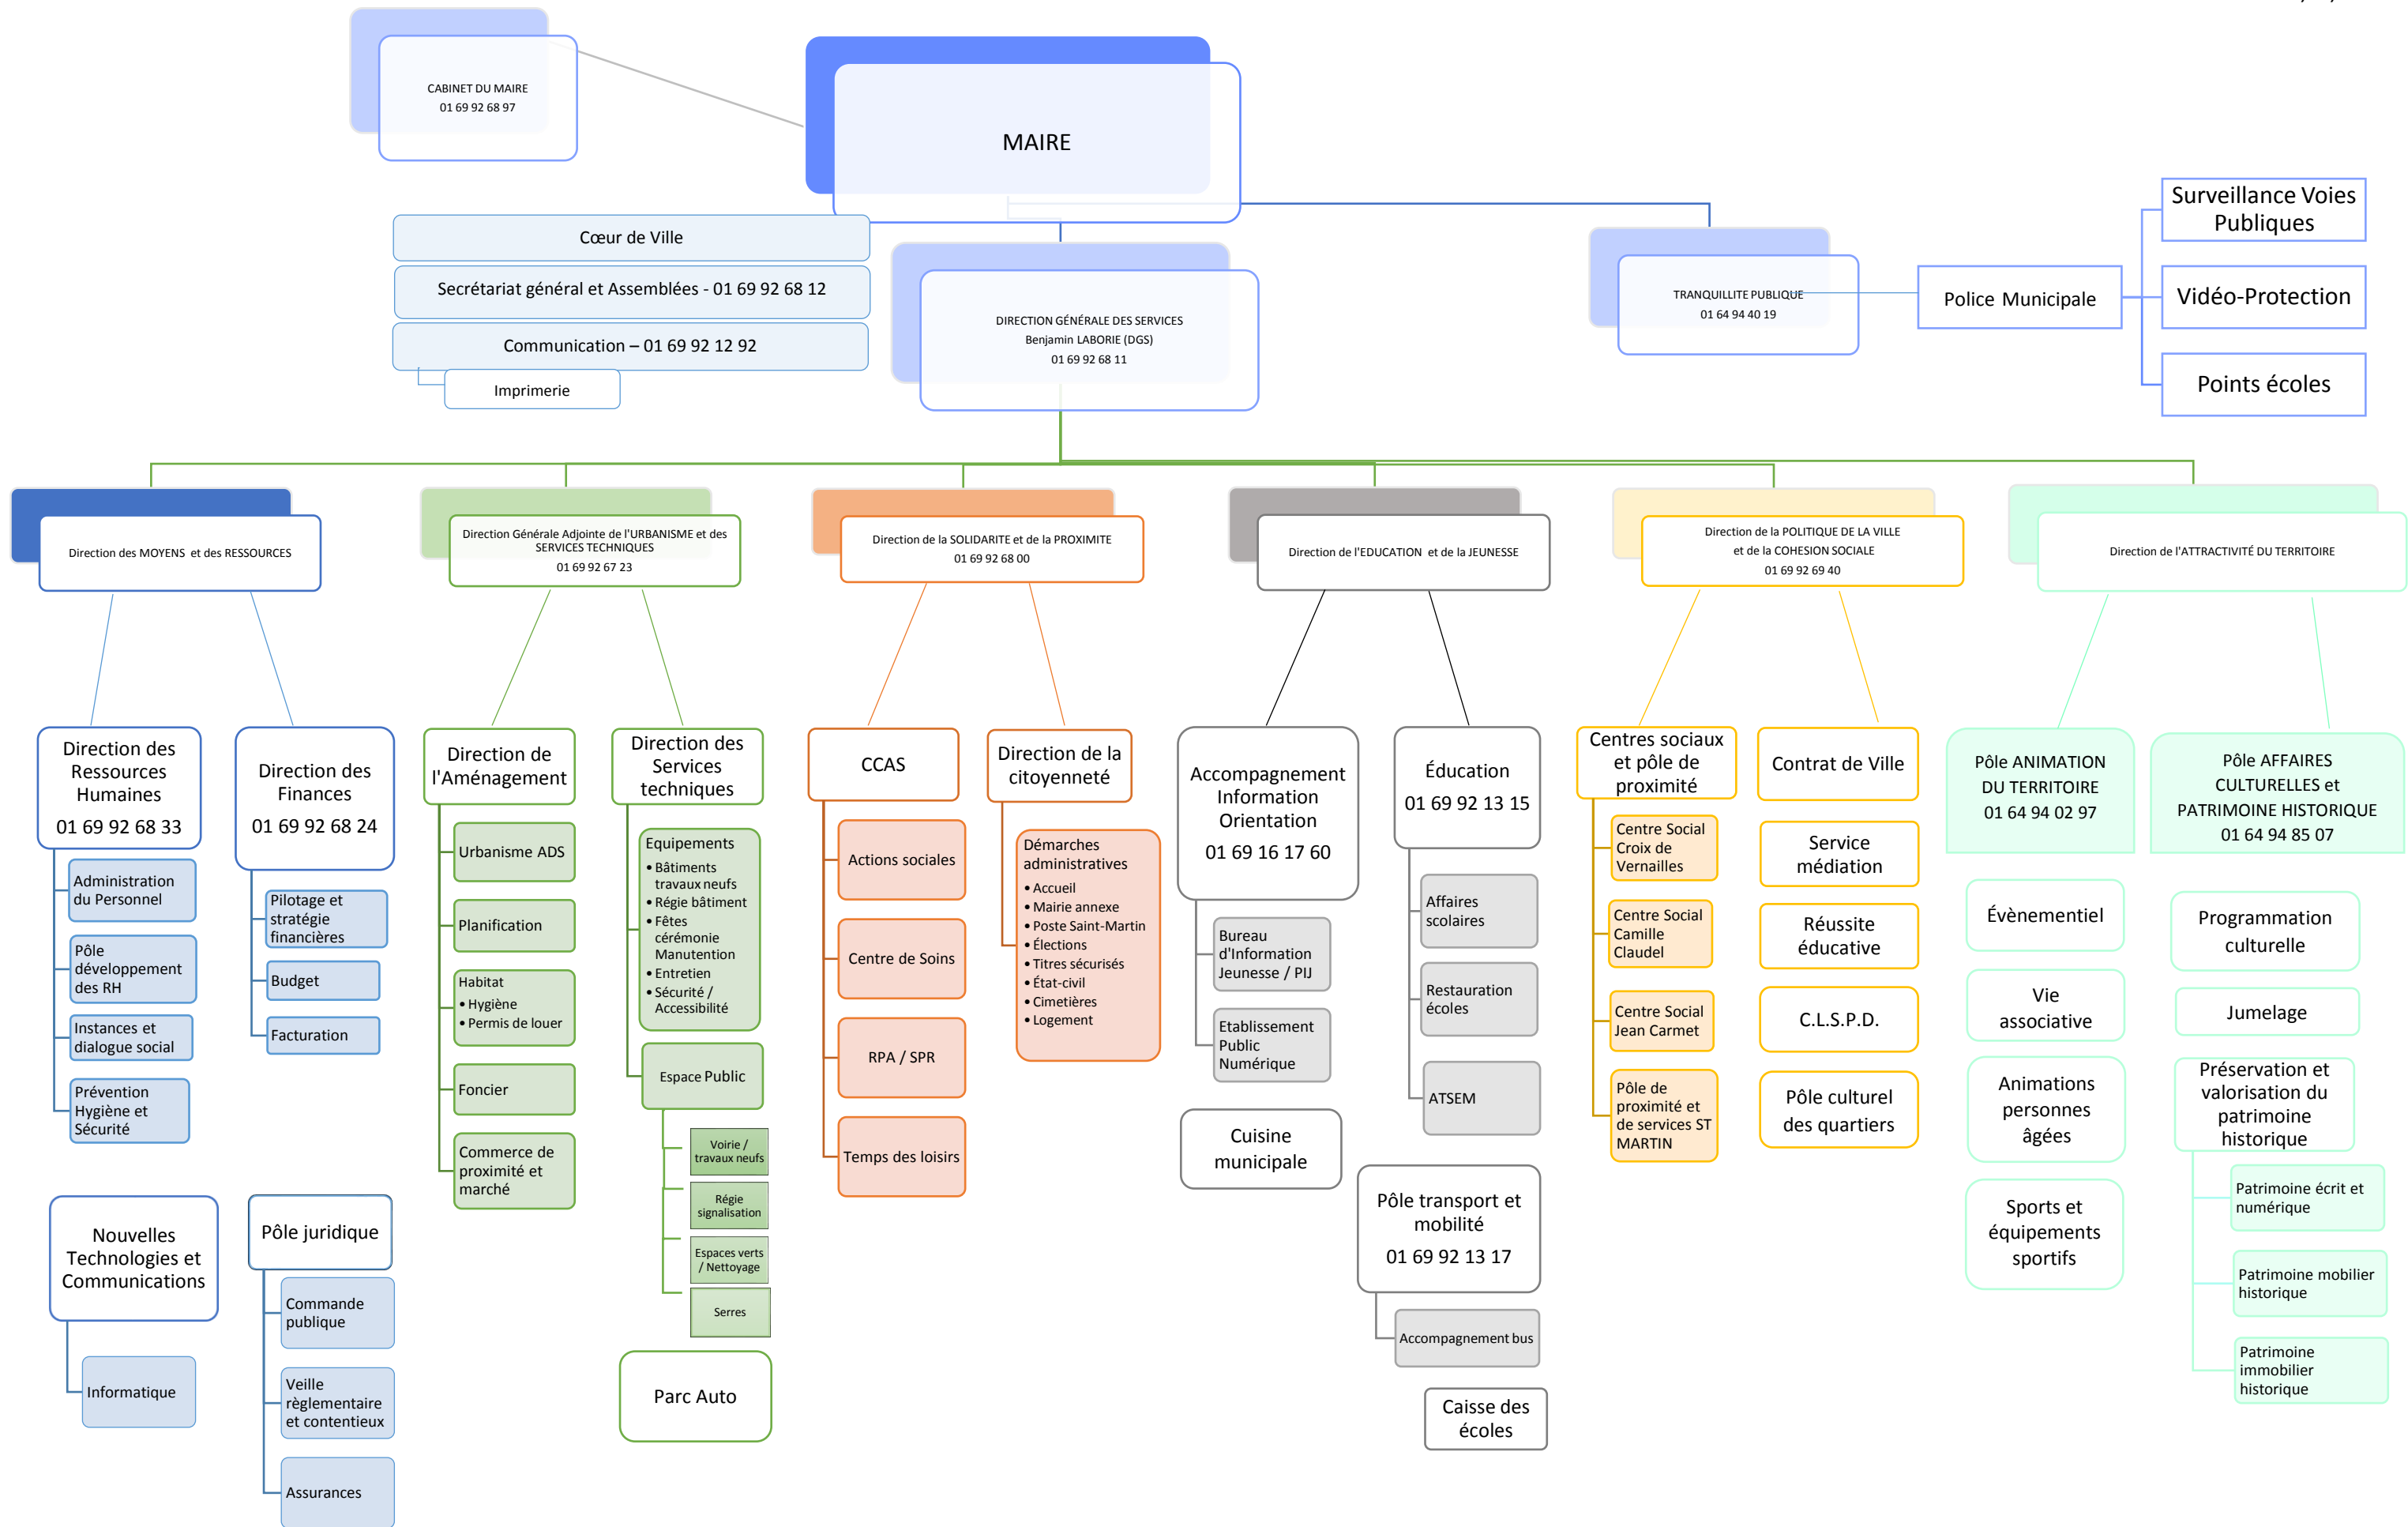 CABINET DU MAIRE
01 69 92 68 97
MAIRE
Cœur de Ville
Secrétariat général et Assemblées - 01 69 92 68 12
Communication – 01 69 92 12 92
Imprimerie
DIRECTION GÉNÉRALE DES SERVICES
Benjamin LABORIE (DGS)
01 69 92 68 11
TRANQUILLITE PUBLIQUE
01 64 94 40 19
Police Municipale
Surveillance Voies
Publiques
Vidéo-Protection
Points écoles
Direction des MOYENS et des RESSOURCES
Direction des
Ressources
Humaines
01 69 92 68 33
Administration
du Personnel
Pôle
développement
des RH
Instances et
dialogue social
Prévention
Hygiène et
Sécurité
Direction des
Finances
01 69 92 68 24
Pilotage et
stratégie
financières
Budget
Facturation
Nouvelles
Technologies et
Communications
Informatique
Pôle juridique
Commande
publique
Veille
règlementaire
et contentieux
Assurances
Direction Générale Adjointe de l'URBANISME et des
SERVICES TECHNIQUES
01 69 92 67 23
Direction de
l'Aménagement
Urbanisme ADS
Planification
Habitat
• Hygiène
• Permis de louer
Foncier
Commerce de
proximité et
marché
Direction des
Services
techniques
Equipements
• Bâtiments
travaux neufs
• Régie bâtiment
• Fêtes
cérémonie
Manutention
• Entretien
• Sécurité /
Accessibilité
Espace Public
Voirie /
travaux neufs
Régie
signalisation
Espaces verts
/ Nettoyage
Serres
Parc Auto
Direction de la SOLIDARITE et de la PROXIMITE
01 69 92 68 00
CCAS
Actions sociales
Centre de Soins
RPA / SPR
Temps des loisirs
Direction de la
citoyenneté
Démarches
administratives
• Accueil
• Mairie annexe
• Poste Saint-Martin
• Élections
• Titres sécurisés
• État-civil
• Cimetières
• Logement
Direction de l'EDUCATION et de la JEUNESSE
Accompagnement
Information
Orientation
01 69 16 17 60
Bureau
d'Information
Jeunesse / PIJ
Etablissement
Public
Numérique
Cuisine
municipale
Éducation
01 69 92 13 15
Affaires
scolaires
Restauration
écoles
ATSEM
Pôle transport et
mobilité
01 69 92 13 17
Accompagnement bus
Caisse des
écoles
Direction de la POLITIQUE DE LA VILLE
et de la COHESION SOCIALE
01 69 92 69 40
Centres sociaux
et pôle de
proximité
Centre Social
Croix de
Vernailles
Centre Social
Camille
Claudel
Centre Social
Jean Carmet
Pôle de
proximité et
de services ST
MARTIN
Contrat de Ville
Service
médiation
Réussite
éducative
C.L.S.P.D.
Pôle culturel
des quartiers
Direction de l'ATTRACTIVITÉ DU TERRITOIRE
Pôle ANIMATION
DU TERRITOIRE
01 64 94 02 97
Évènementiel
Vie
associative
Animations
personnes
âgées
Sports et
équipements
sportifs
Pôle AFFAIRES
CULTURELLES et
PATRIMOINE HISTORIQUE
01 64 94 85 07
Programmation
culturelle
Jumelage
Préservation et
valorisation du
patrimoine
historique
Patrimoine écrit et
numérique
Patrimoine mobilier
historique
Patrimoine
immobilier
historique